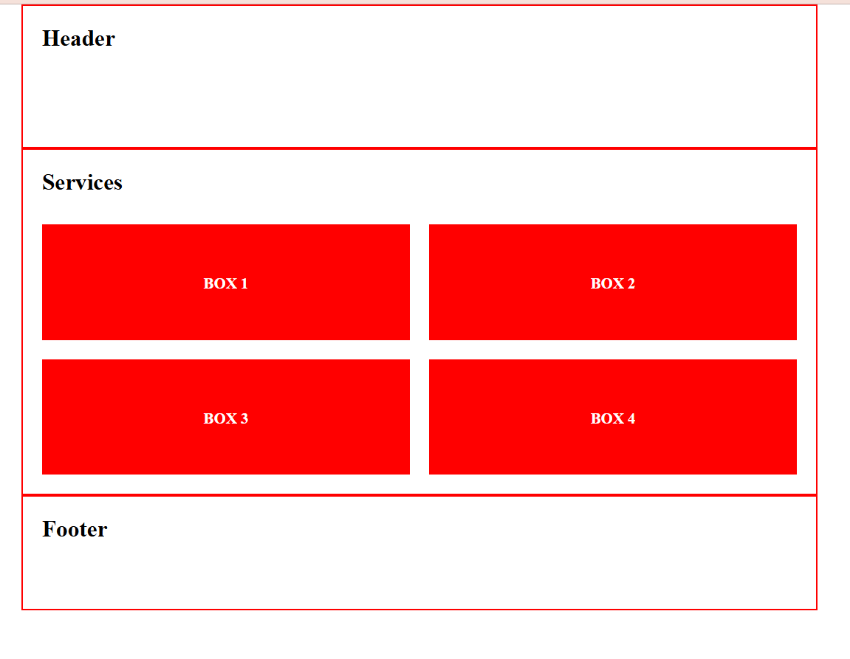 Header
Services
BOX 1
BOX 2
BOX 3
BOX 4
Footer